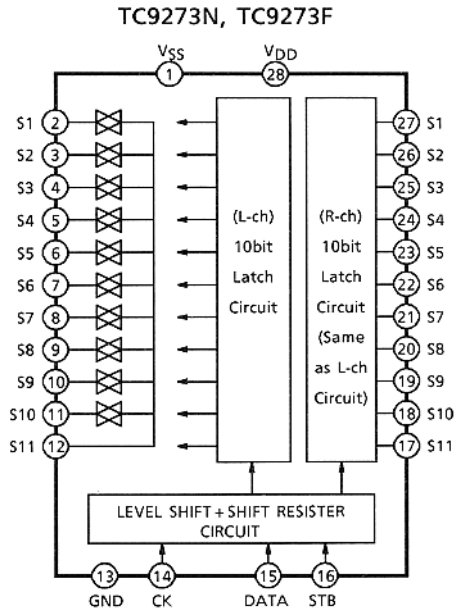 TC9273N, TC9273F
VSS VDD
1 28
S1 2 27 S1
S2 3 26 S2
S3 4 25 S3
S4 5 (L-ch) (R-ch) 24 S4
S5 6 10bit 10bit 23 S5
S6 7 Latch Latch 22 S6
S7 8 Circuit Circuit 21 S7
S8 9 (Same 20 S8
S9 10 as L-ch 19 S9
S10 11 Circuit) 18 S10
S11 12 17 S11
LEVEL SHIFT + SHIFT RESISTER
CIRCUIT
13 14 15 16
GND CK DATA STB